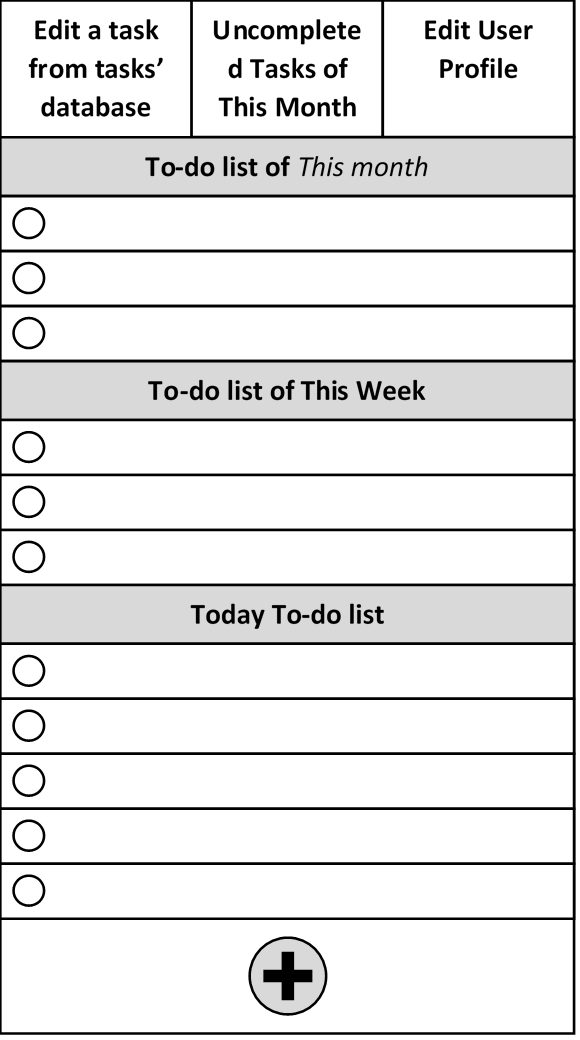 Edit a task
from tasks’
database
Uncomplete
d Tasks of
This Month
Edit User
Profile
To-do list of This month
To-do list of This Week
Today To-do list